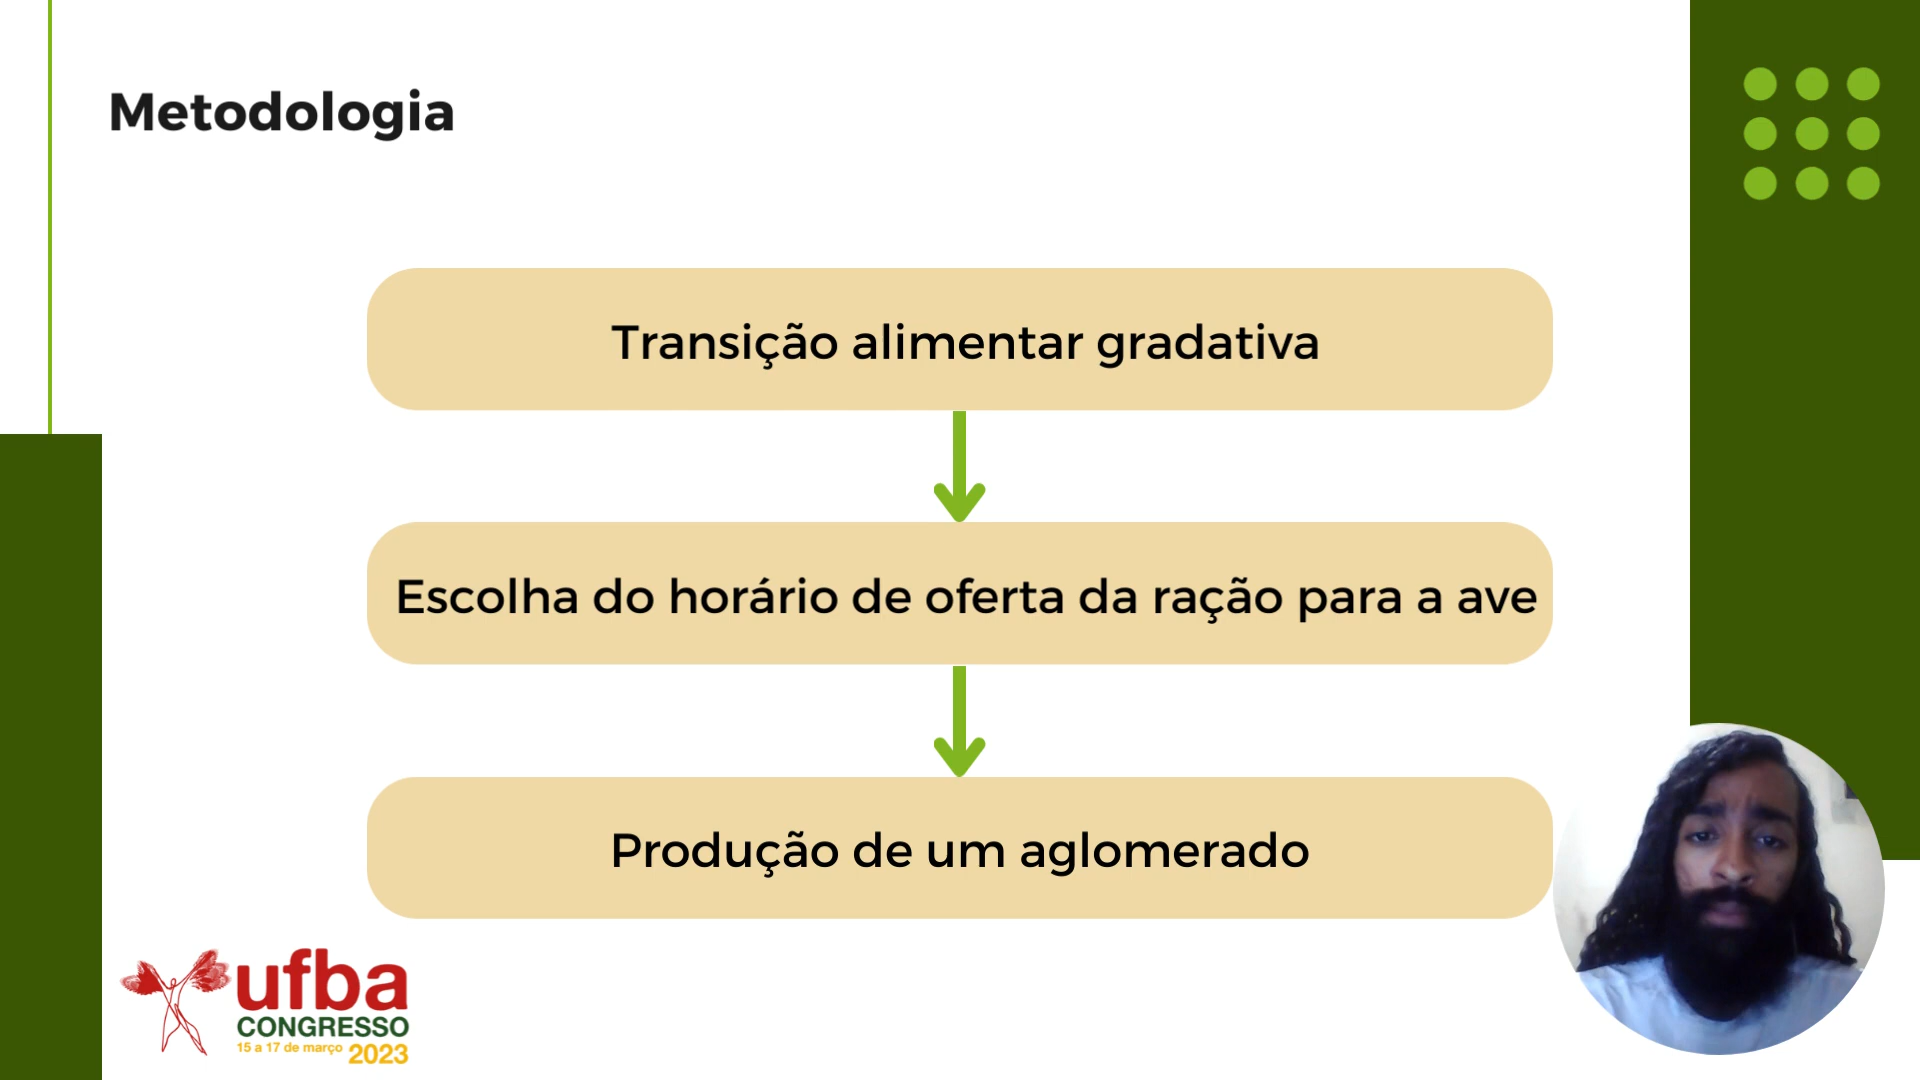 Metodologia
Transição alimentar gradativa
Escolha do horário de oferta da ração para a ave
Produção de um aglomerado
ufba
CONGRESSO
15 a 17 de março 2023